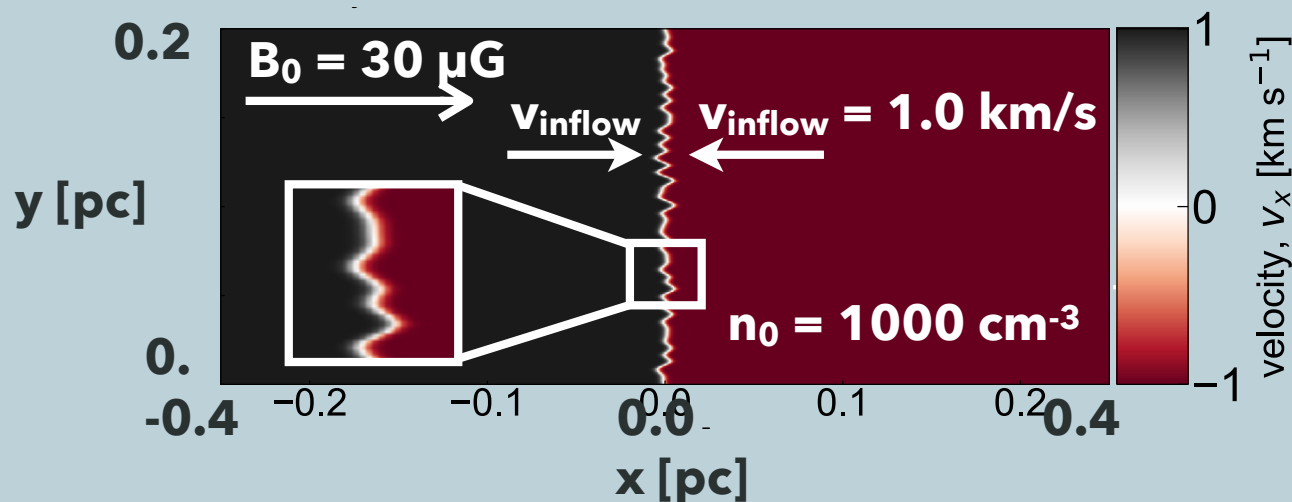 0.2
B₀ = 30 µG
v_inflow
v_inflow = 1.0 km/s
y [pc]
n₀ = 1000 cm⁻³
0.
−0.2
−0.1
0.0
0.1
0.2
-0.4
0.0
0.4
x [pc]
1
0
−1
velocity, v_x [km s⁻¹]